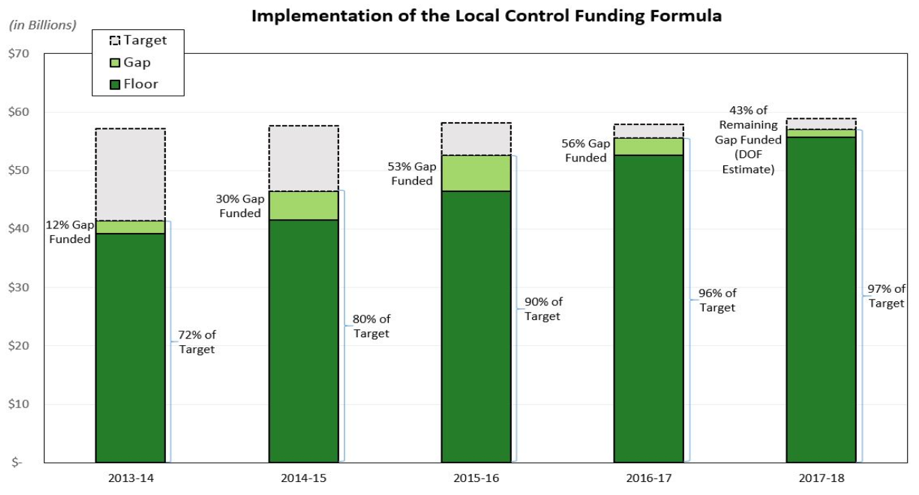 Implementation of the Local Control Funding Formula
(in Billions)
Target
Gap
Floor
$70
$60
$50
$40
$30
$20
$10
$-
12% Gap
Funded
72% of
Target
30% Gap
Funded
80% of
Target
53% Gap
Funded
90% of
Target
56% Gap
Funded
96% of
Target
43% of
Remaining
Gap Funded
(DOF
Estimate)
97% of
Target
2013-14
2014-15
2015-16
2016-17
2017-18